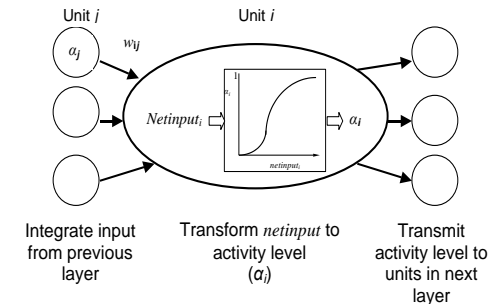 Unit j
Unit i
αj
wij
1
αi
Netinputi
αi
netinputi
Integrate input
from previous
layer
Transform netinput to
activity level
(αi)
Transmit
activity level to
units in next
layer